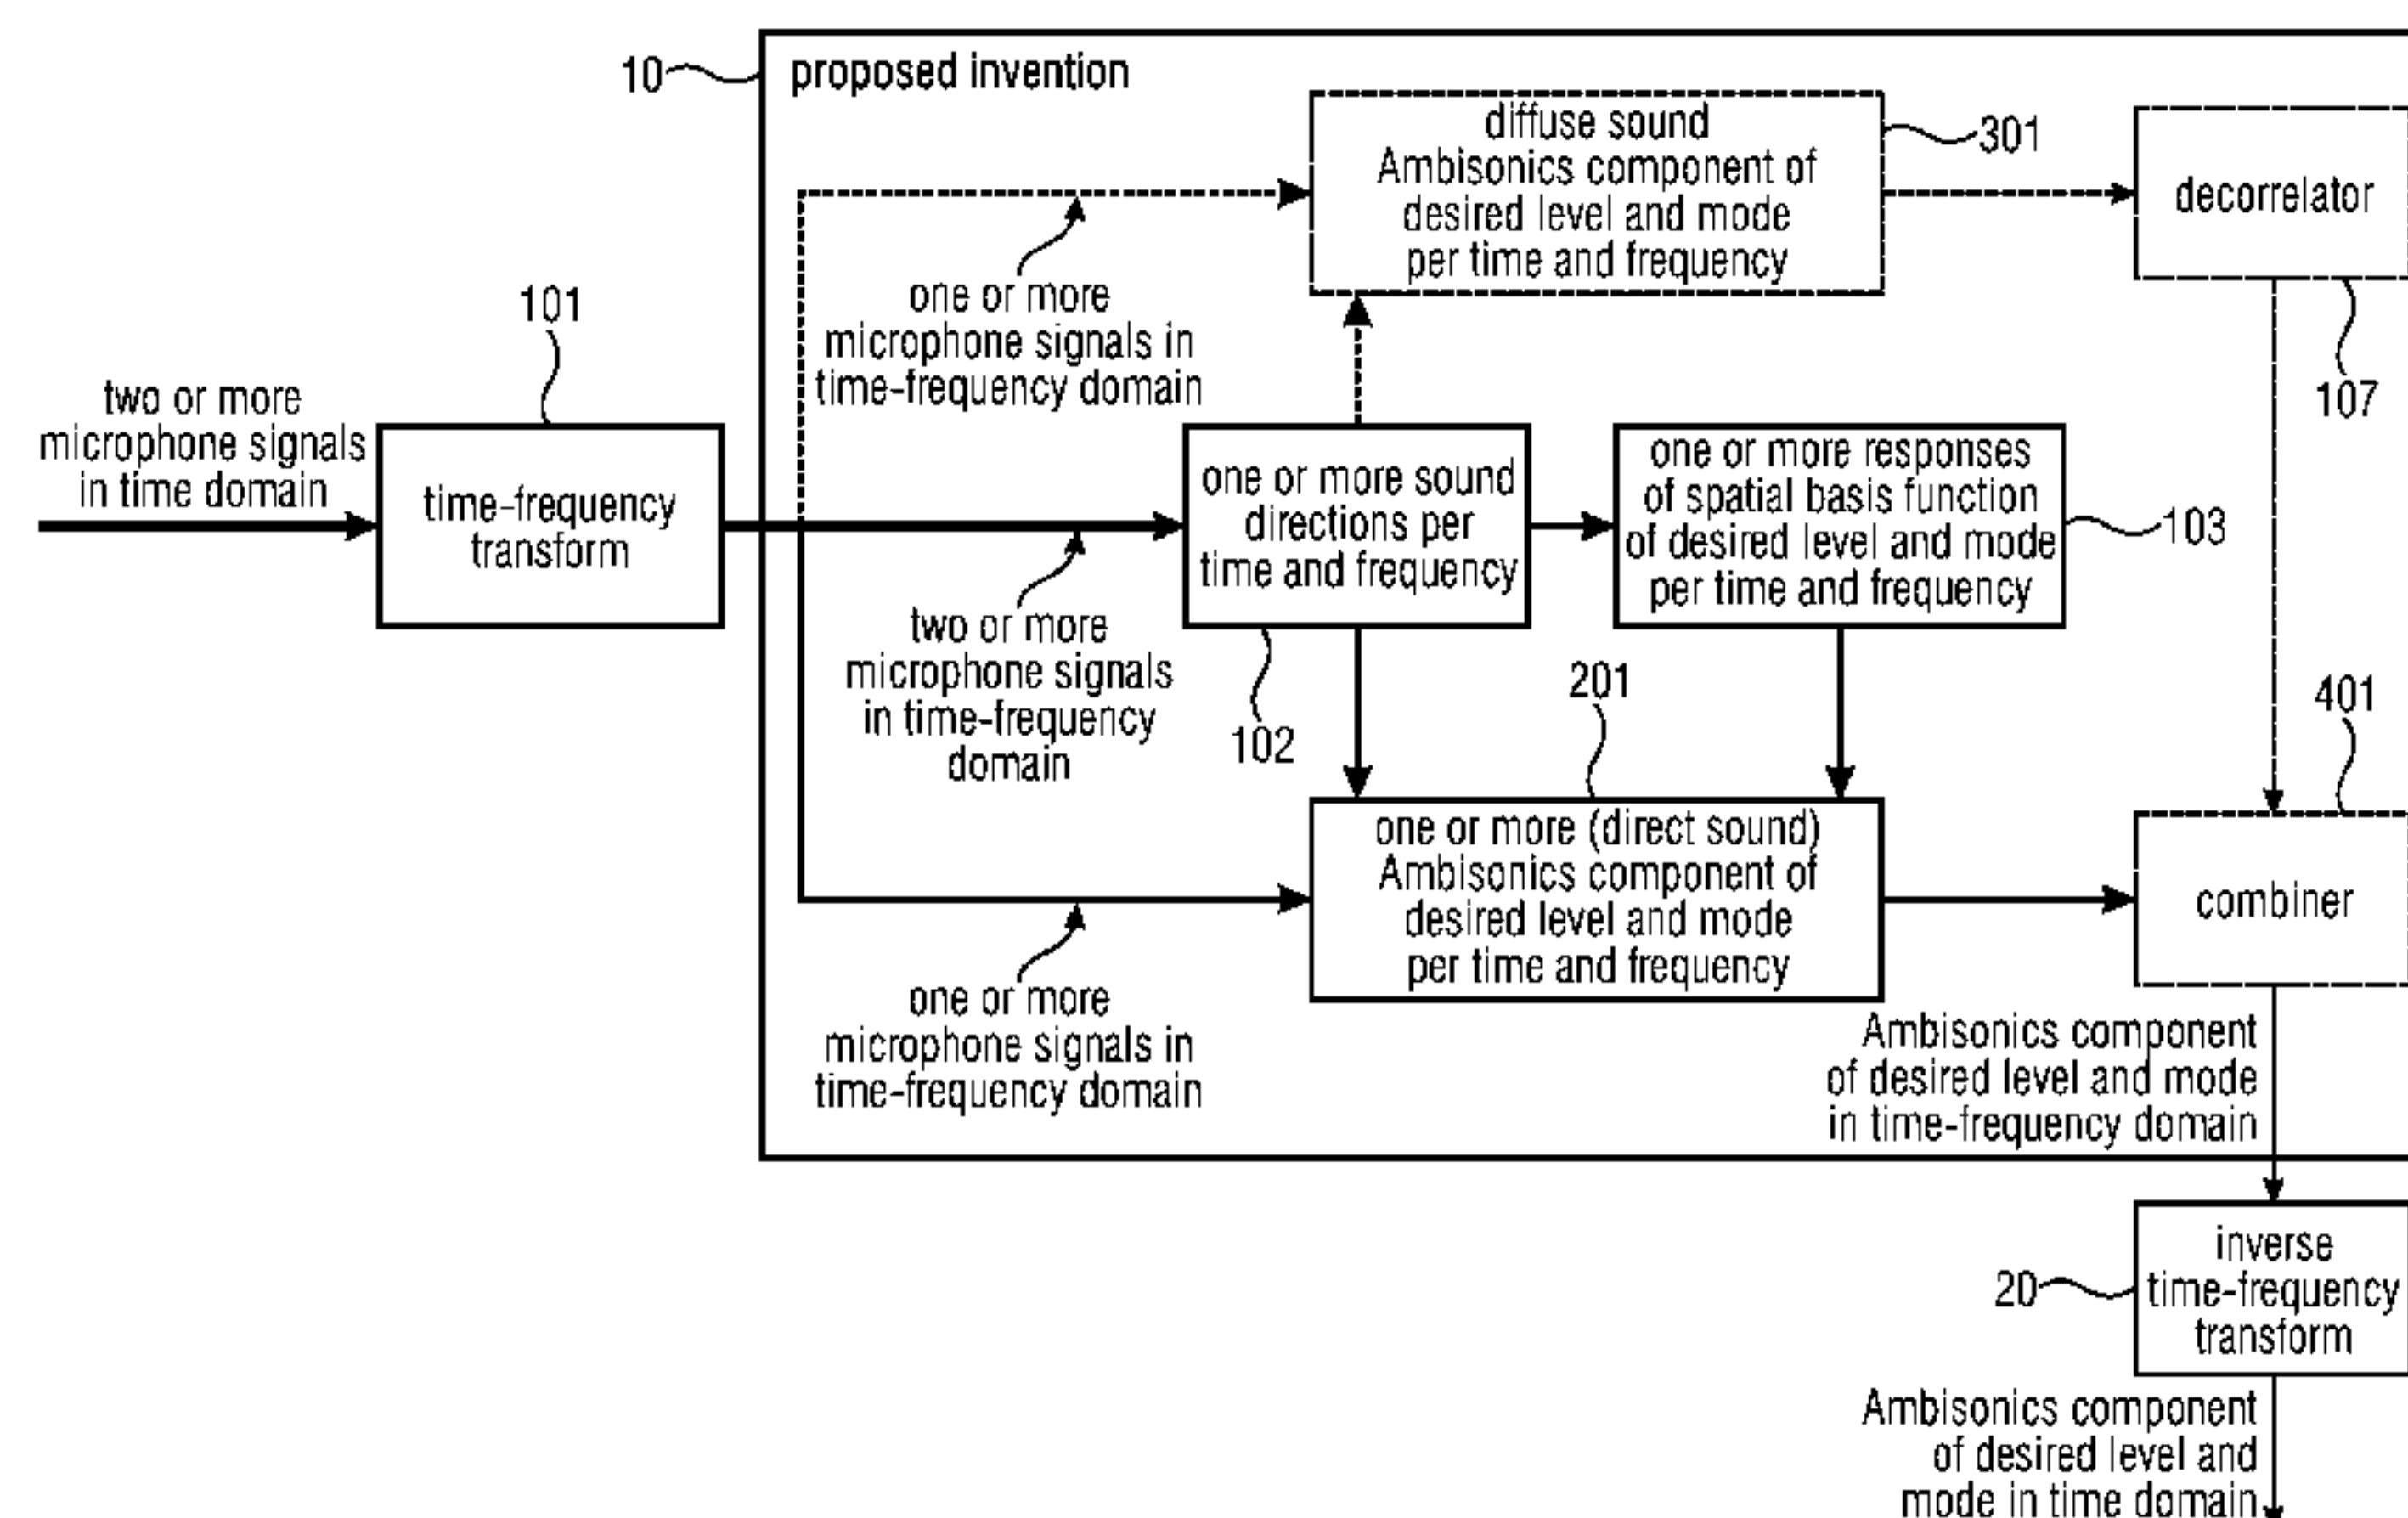 10
proposed invention
diffuse sound
Ambisonics component of
desired level and mode
per time and frequency
301
decorrelator
107
one or more
microphone signals in
time-frequency domain
101
two or more
microphone signals
in time domain
time-frequency
transform
one or more sound
directions per
time and frequency
102
one or more responses
of spatial basis function
of desired level and mode
per time and frequency
103
two or more
microphone signals
in time-frequency
domain
201
one or more (direct sound)
Ambisonics component of
desired level and mode
per time and frequency
401
combiner
one or more
microphone signals in
time-frequency domain
Ambisonics component
of desired level and mode
in time-frequency domain
20
inverse
time-frequency
transform
Ambisonics component
of desired level and
mode in time domain